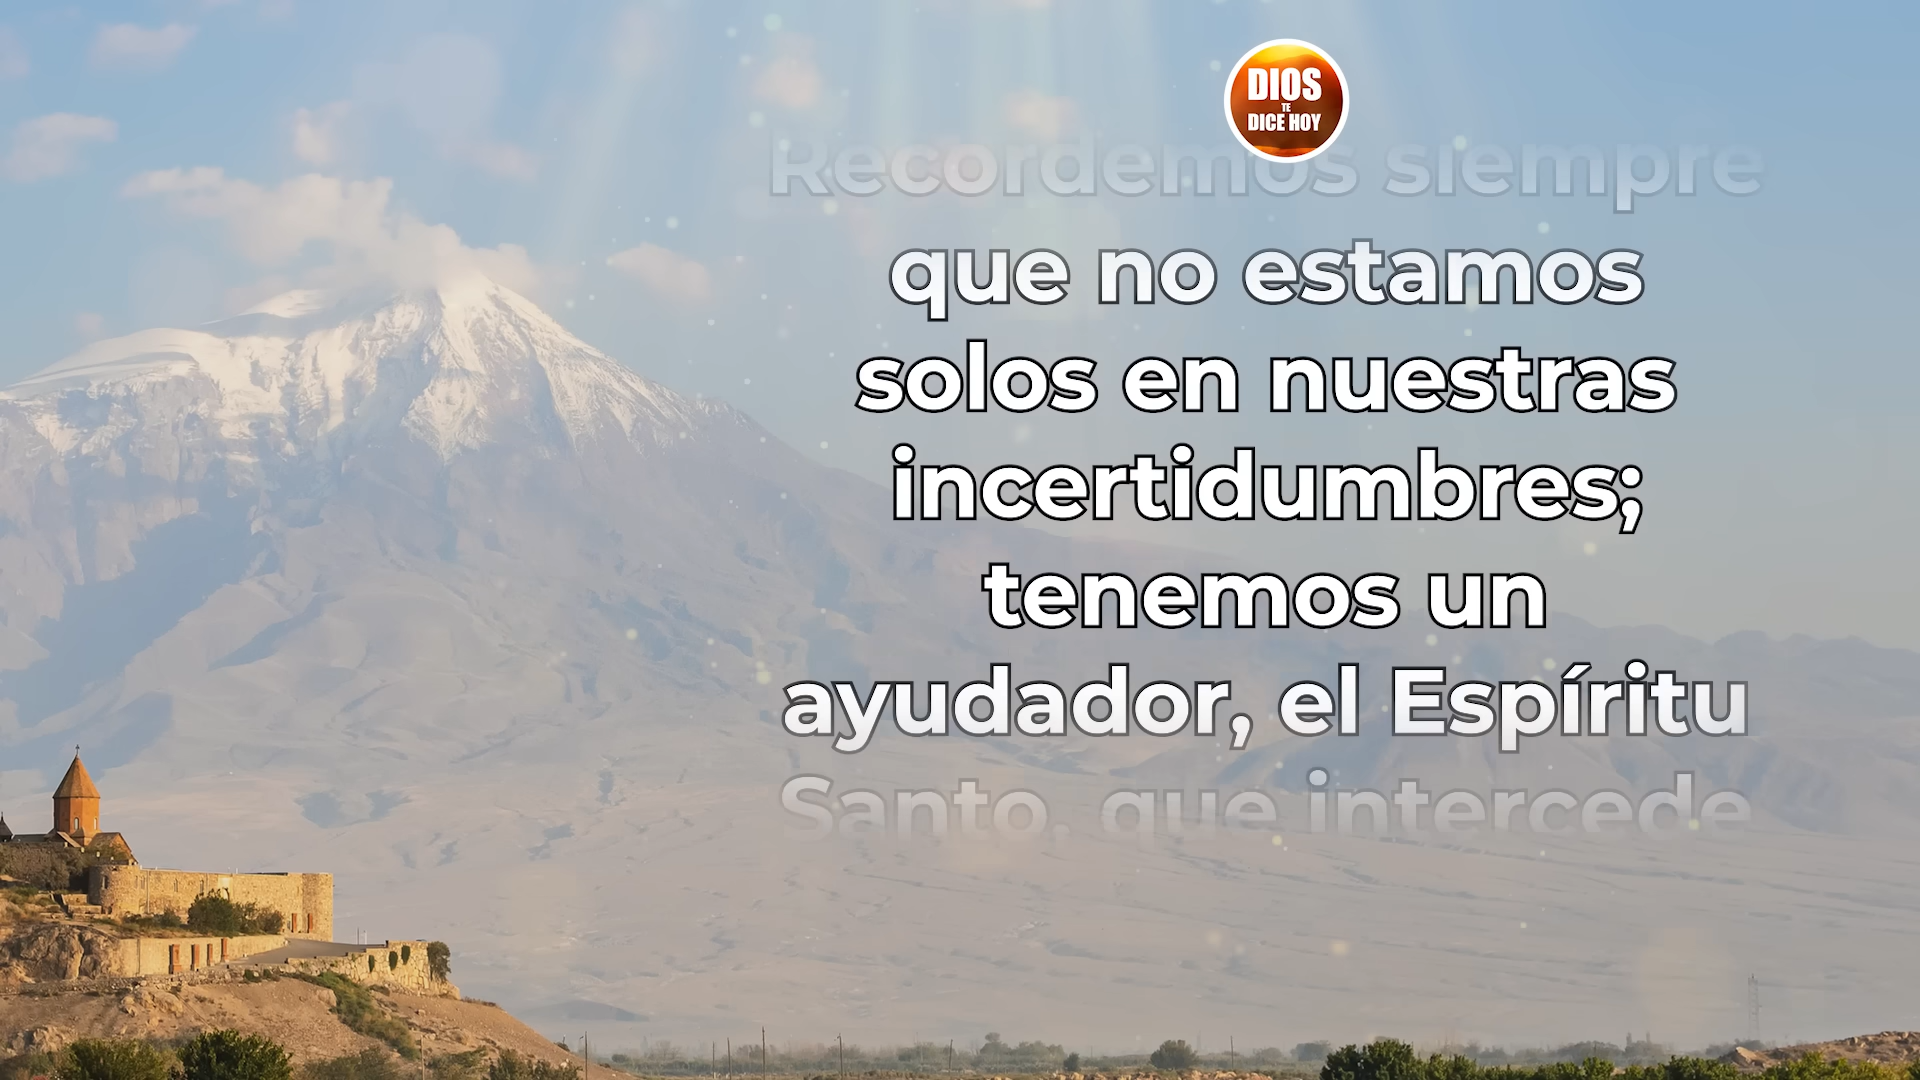 DIOS
TE
DICE HOY
Recordemos siempre
que no estamos
solos en nuestras
incertidumbres;
tenemos un
ayudador, el Espíritu
Santo, que intercede